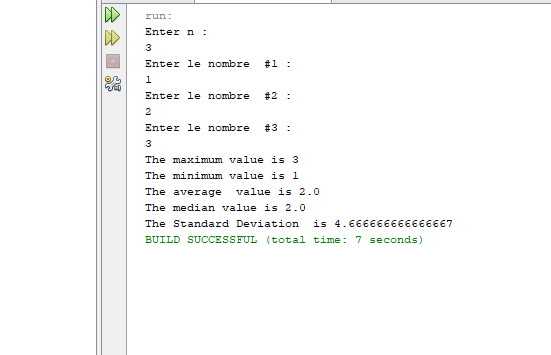 run:
Enter n :
3
Enter le nombre  #1 :
1
Enter le nombre  #2 :
2
Enter le nombre  #3 :
3
The maximum value is 3
The minimum value is 1
The average  value is 2.0
The median value is 2.0
The Standard Deviation  is 4.666666666666667
BUILD SUCCESSFUL (total time: 7 seconds)